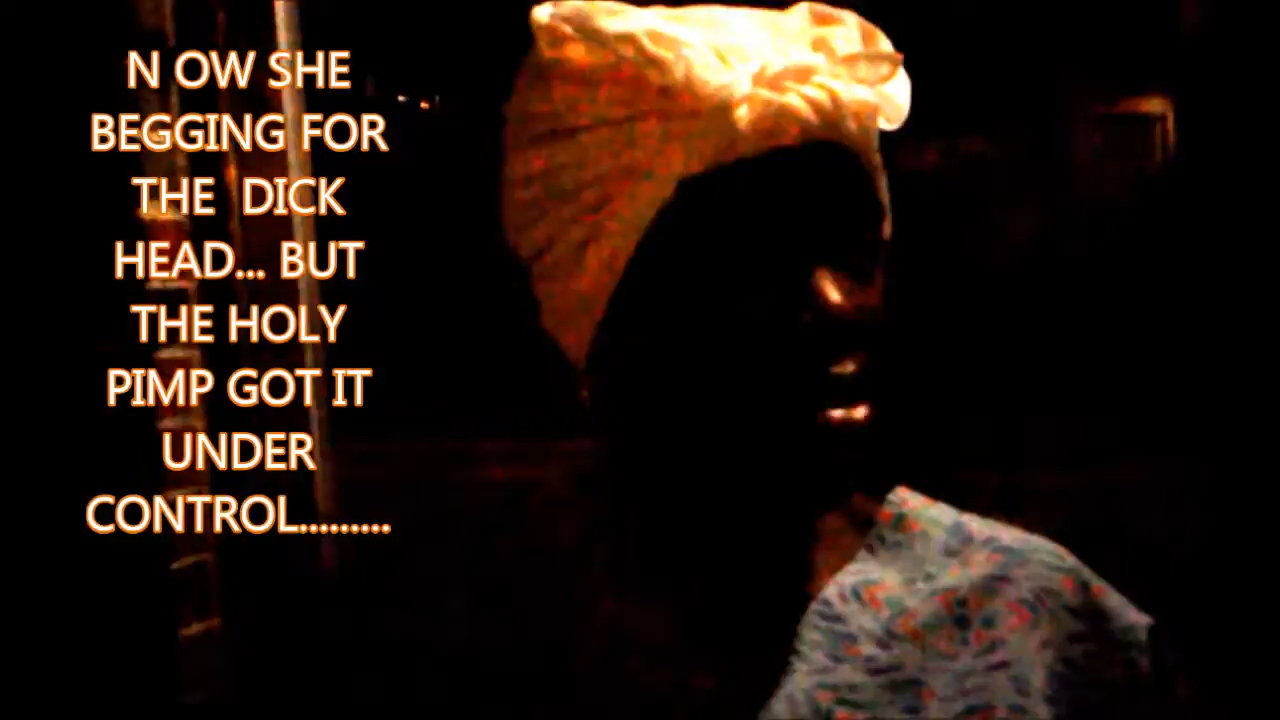 N OW SHE
BEGGING FOR
THE  DICK
HEAD... BUT
THE HOLY
PIMP GOT IT
UNDER
CONTROL.........